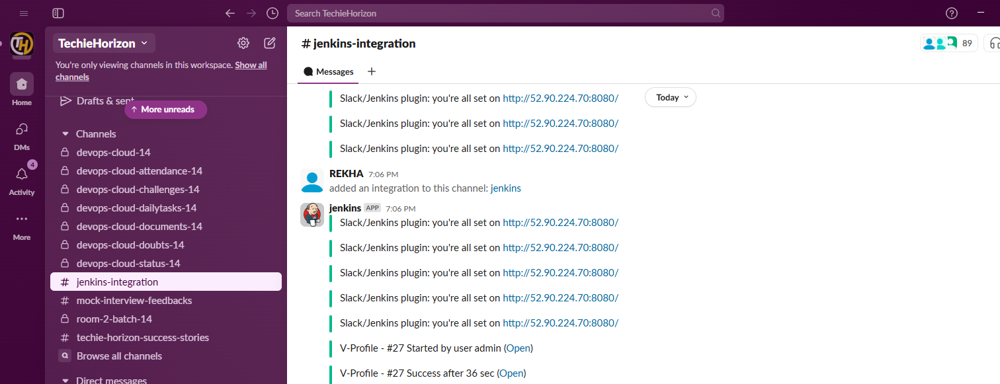 Search TechieHorizon
TH
TechieHorizon
You're only viewing channels in this workspace. Show all
channels
Home
DMs
4
Activity
More
Drafts & sent
↑ More unreads
Channels
devops-cloud-14
devops-cloud-attendance-14
devops-cloud-challenges-14
devops-cloud-dailytasks-14
devops-cloud-documents-14
devops-cloud-doubts-14
devops-cloud-status-14
# jenkins-integration
# mock-interview-feedbacks
room-2-batch-14
# techie-horizon-success-stories
Browse all channels
Direct messages
# jenkins-integration
89
Messages +
Today
Slack/Jenkins plugin: you're all set on http://52.90.224.70:8080/
Slack/Jenkins plugin: you're all set on http://52.90.224.70:8080/
Slack/Jenkins plugin: you're all set on http://52.90.224.70:8080/
REKHA 7:06 PM
added an integration to this channel: jenkins
jenkins APP 7:06 PM
Slack/Jenkins plugin: you're all set on http://52.90.224.70:8080/
Slack/Jenkins plugin: you're all set on http://52.90.224.70:8080/
Slack/Jenkins plugin: you're all set on http://52.90.224.70:8080/
Slack/Jenkins plugin: you're all set on http://52.90.224.70:8080/
Slack/Jenkins plugin: you're all set on http://52.90.224.70:8080/
V-Profile - #27 Started by user admin (Open)
V-Profile - #27 Success after 36 sec (Open)